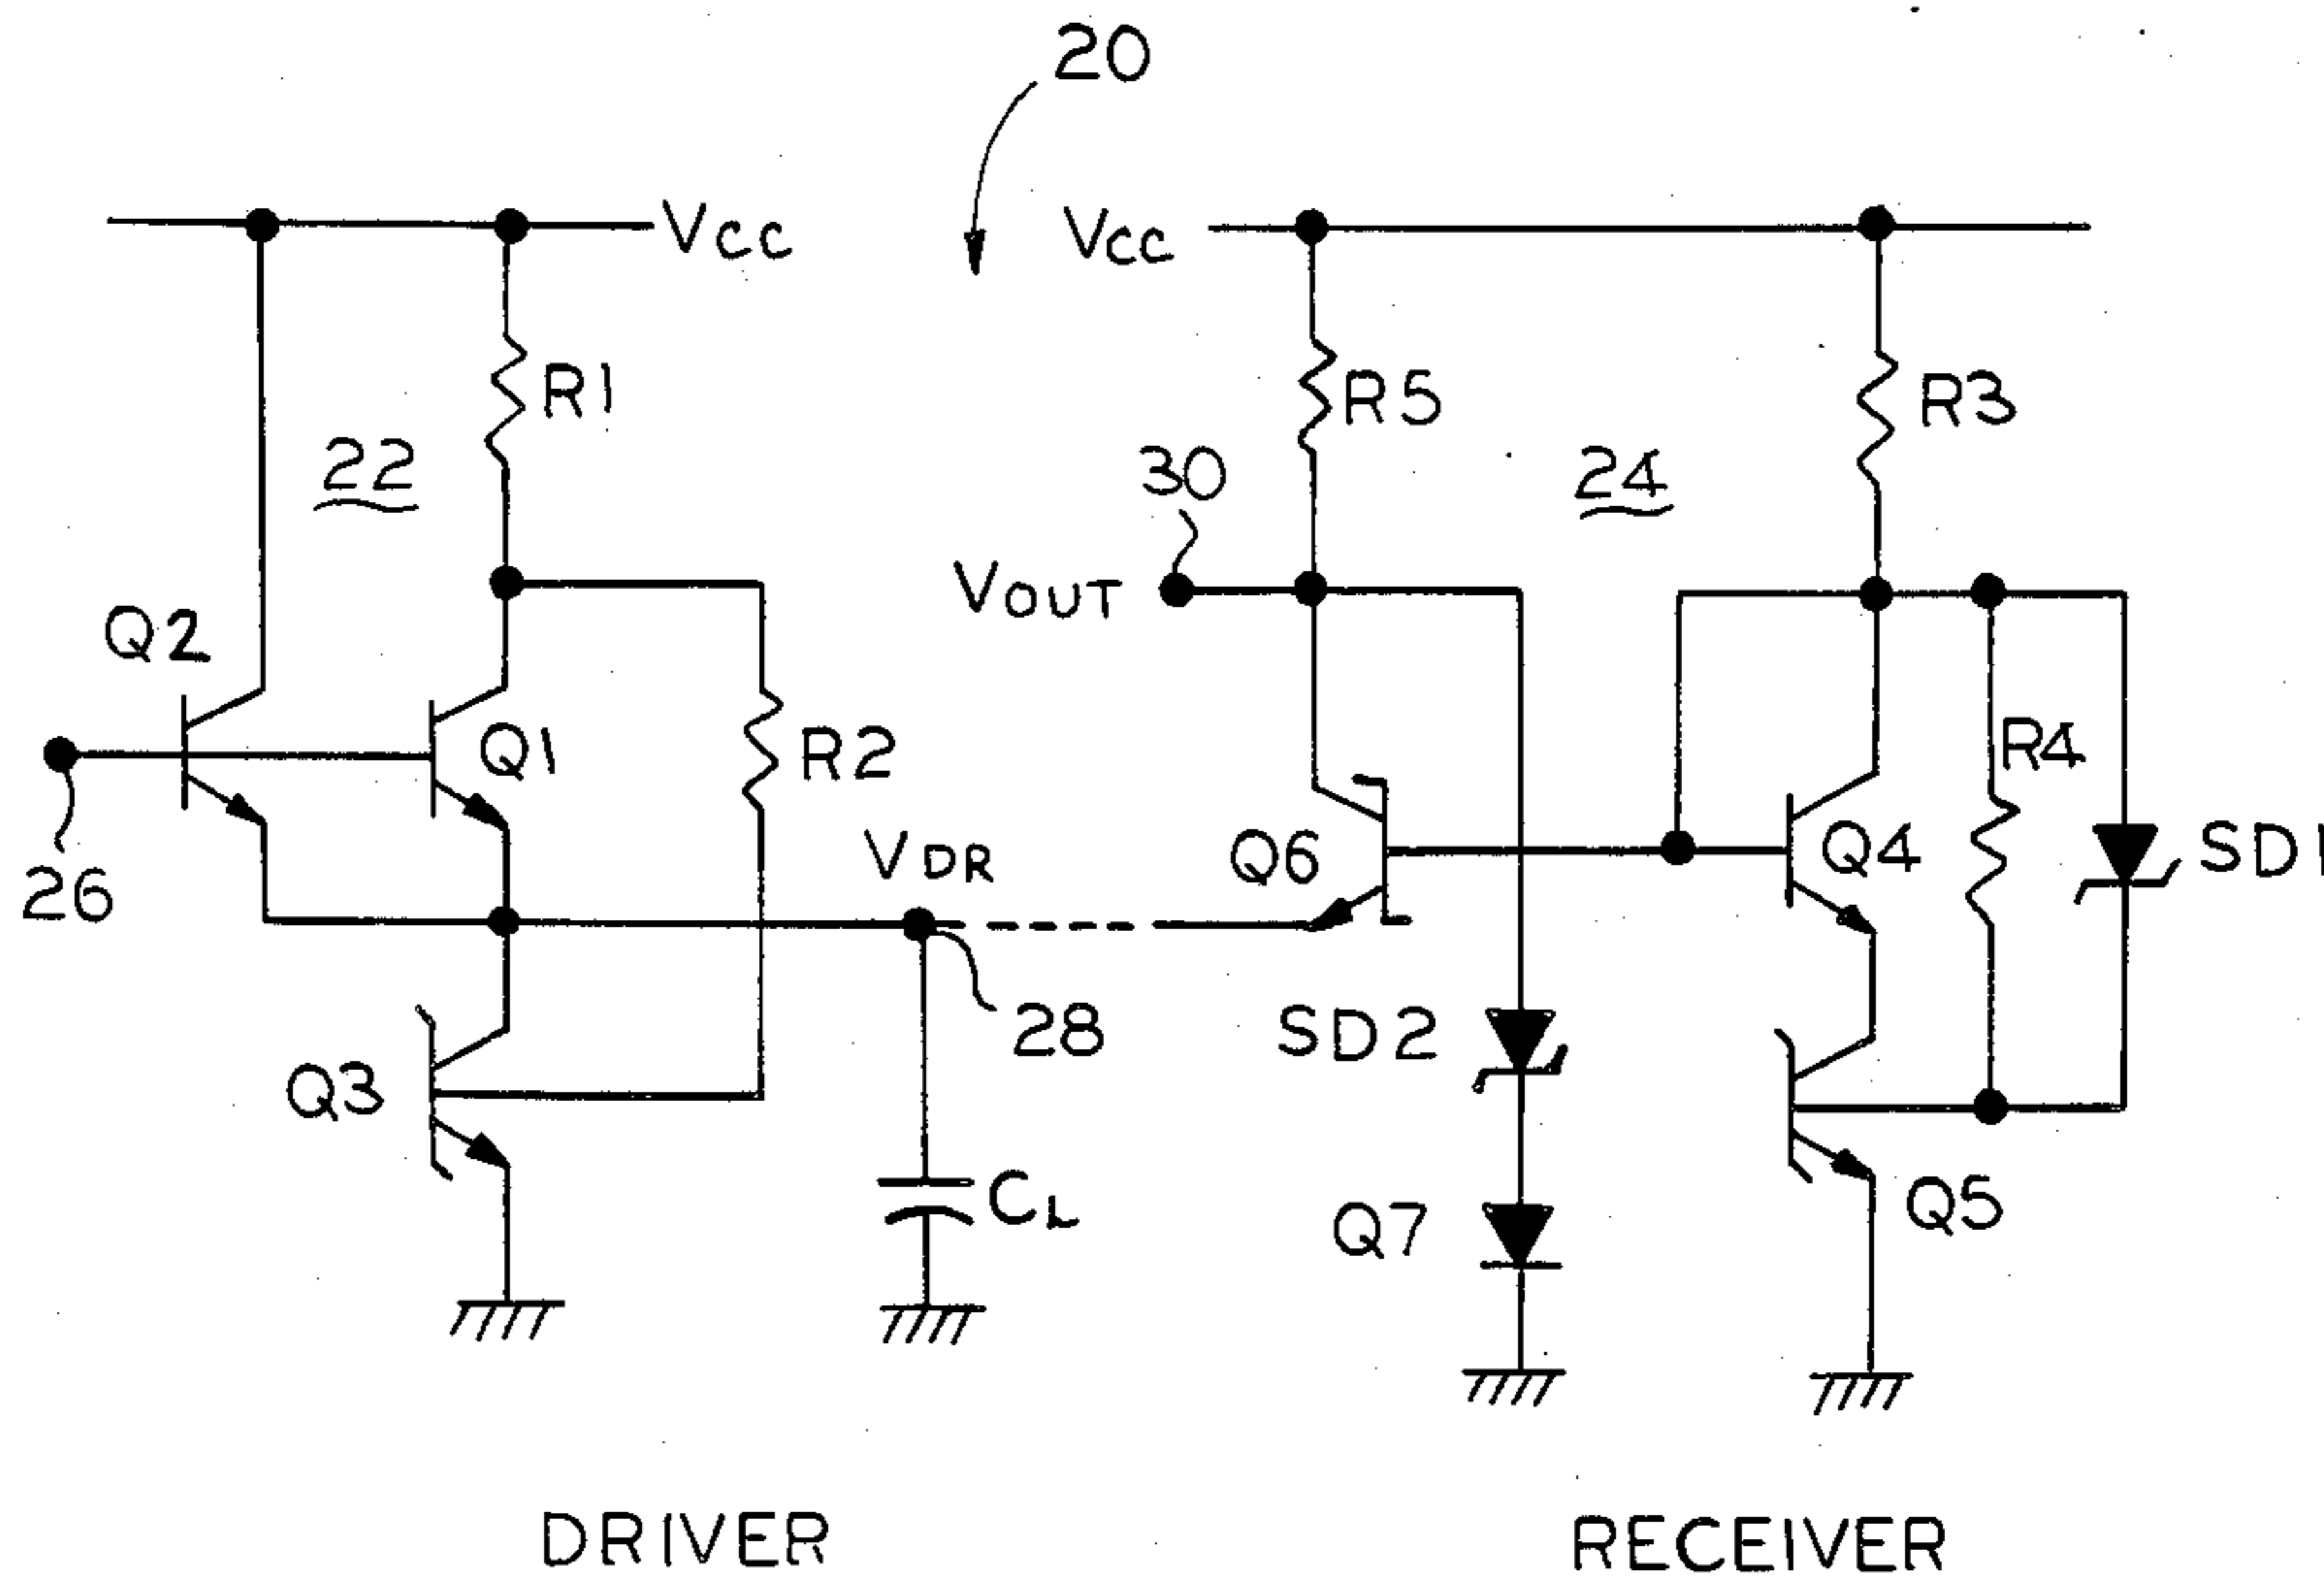 20
Vcc Vcc
R1 R5 R3
22 30 24
VOUT
Q2
Q1 R2 R4
26 VDR Q6 Q4 SD1
28 SD2
Q3
CL Q7 Q5
DRIVER RECEIVER